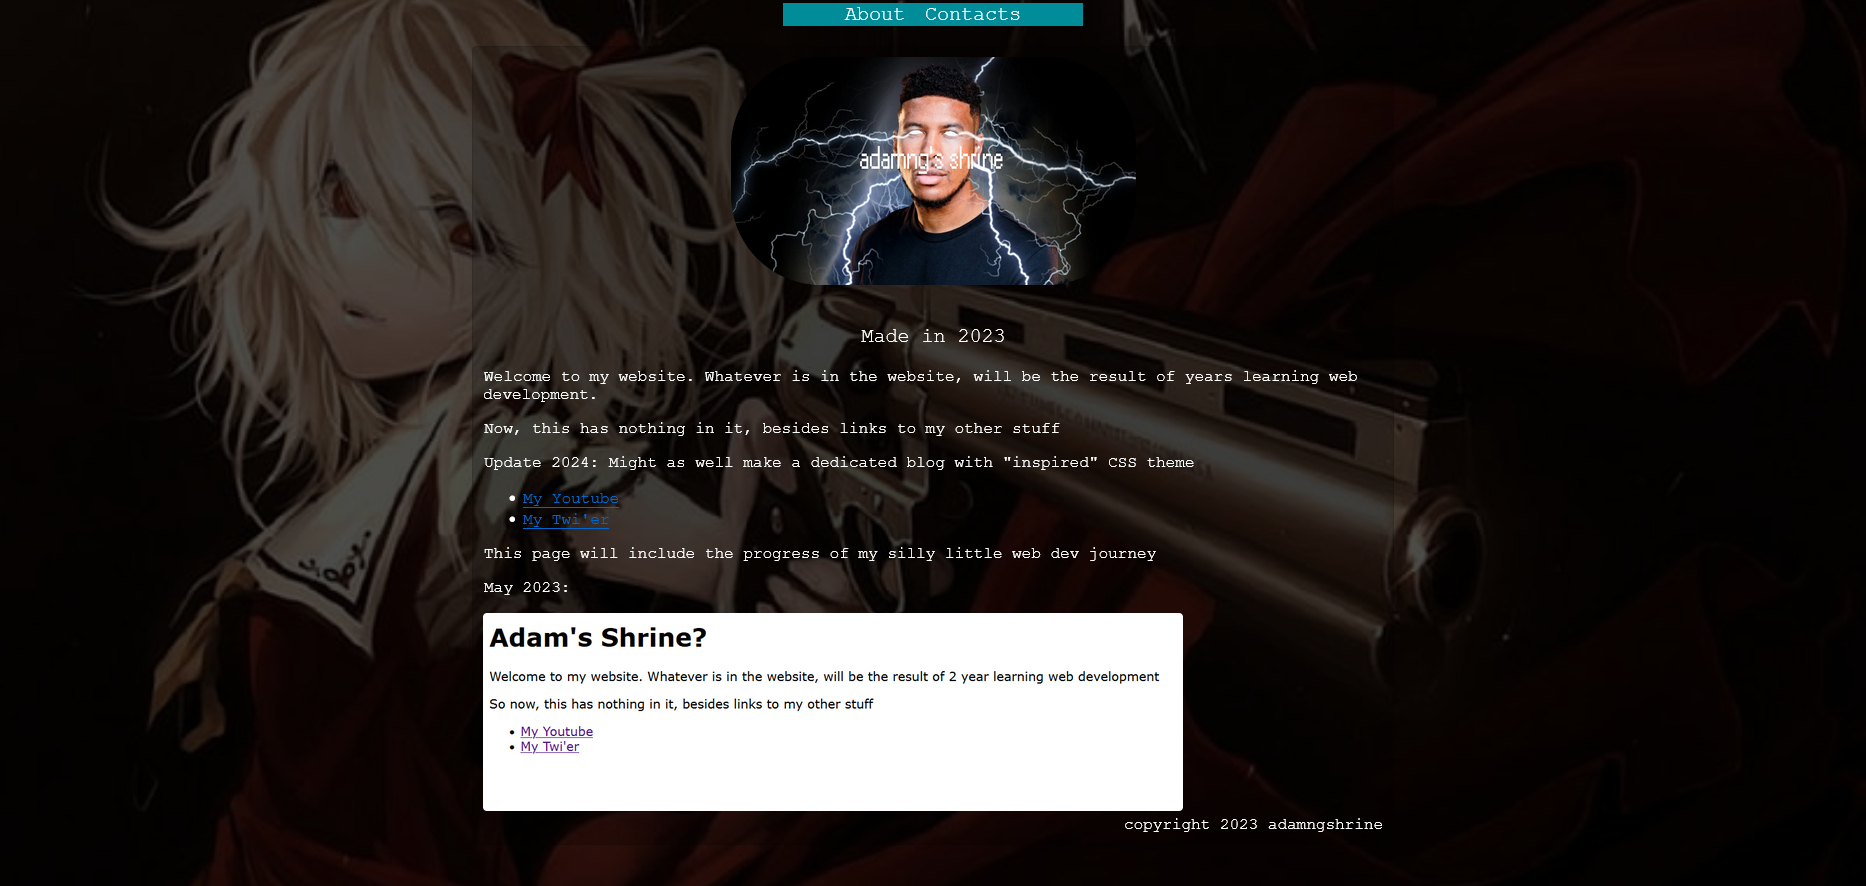 About Contacts
adamng's shrine
Made in 2023
Welcome to my website. Whatever is in the website, will be the result of years learning web
development.
Now, this has nothing in it, besides links to my other stuff
Update 2024: Might as well make a dedicated blog with "inspired" CSS theme
My Youtube
My Twi'er
This page will include the progress of my silly little web dev journey
May 2023:
Adam's Shrine?
Welcome to my website. Whatever is in the website, will be the result of 2 year learning web development
So now, this has nothing in it, besides links to my other stuff
My Youtube
My Twi'er
copyright 2023 adamngshrine